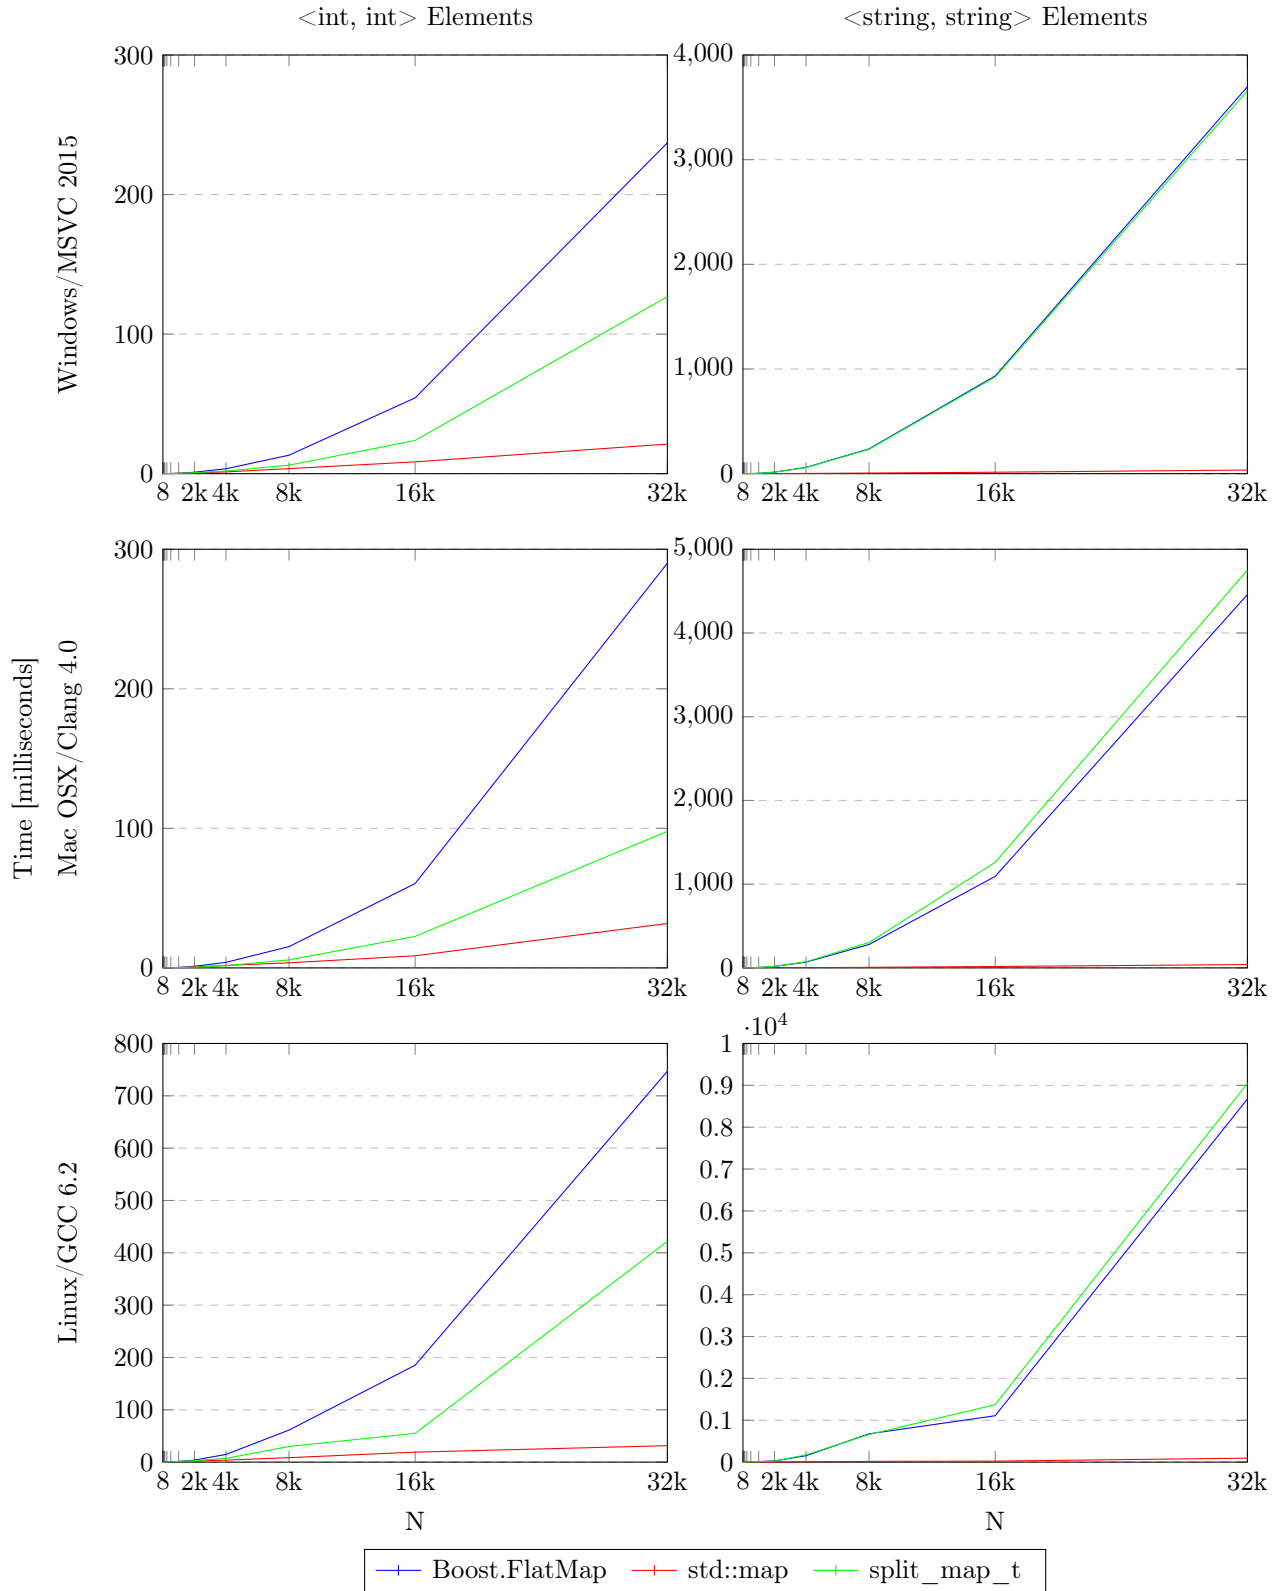 <int, int> Elements
<string, string> Elements
Time [milliseconds]
Windows/MSVC 2015
300
200
100
0
8 2k 4k 8k 16k 32k
4,000
3,000
2,000
1,000
0
8 2k 4k 8k 16k 32k
Mac OSX/Clang 4.0
300
200
100
0
8 2k 4k 8k 16k 32k
5,000
4,000
3,000
2,000
1,000
0
8 2k 4k 8k 16k 32k
Linux/GCC 6.2
800
700
600
500
400
300
200
100
0
8 2k 4k 8k 16k 32k
N
·10^4
1
0.9
0.8
0.7
0.6
0.5
0.4
0.3
0.2
0.1
0
8 2k 4k 8k 16k 32k
N
Boost.FlatMap std::map split_map_t